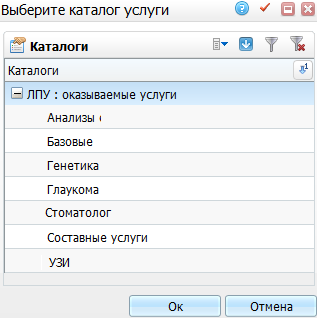 Выберите каталог услуги
Каталоги
Каталоги
ЛПУ : оказываемые услуги
Анализы
Базовые
Генетика
Глаукома
Стоматолог
Составные услуги
УЗИ
Ок
Отмена